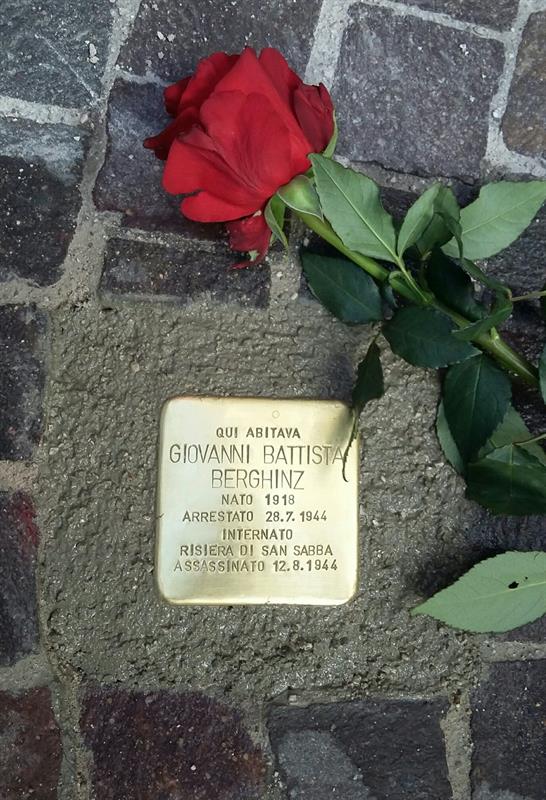 QUI ABITAVA
GIOVANNI BATTISTA
BERGHINZ
NATO 1918
ARRESTATO 28.7.1944
INTERNATO
RISIERA DI SAN SABBA
ASSASSINATO 12.8.1944